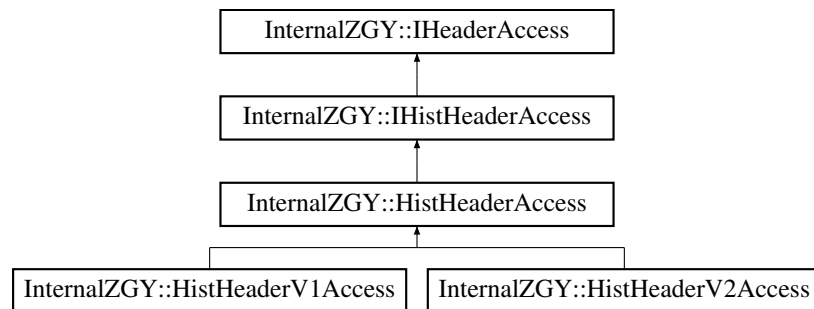 InternalZGY::IHeaderAccess
InternalZGY::IHistHeaderAccess
InternalZGY::HistHeaderAccess
InternalZGY::HistHeaderV1Access
InternalZGY::HistHeaderV2Access